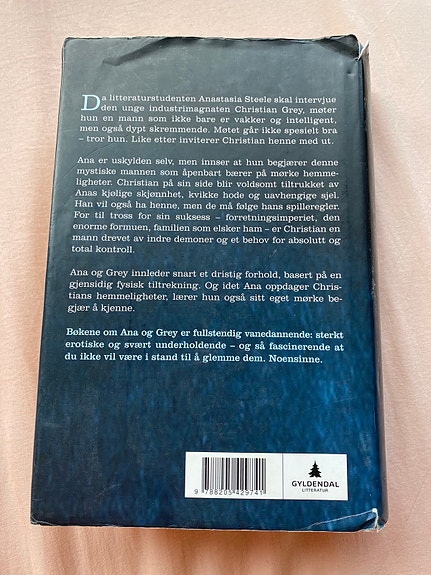 Da litteraturstudenten Anastasia Steele skal intervjue
den unge industrimagnaten Christian Grey, møter
hun en mann som ikke bare er vakker og intelligent,
men også dypt skremmende. Møtet går ikke spesielt bra
– tror hun. Like etter inviterer Christian henne med ut.
Ana er uskylden selv, men innser at hun begjærer denne
mystiske mannen som åpenbart bærer på mørke hemme-
ligheter. Christian på sin side blir voldsomt tiltrukket av
Anas kjølige skjønnhet, kvikke hode og uavhengige sjel.
Han vil også ha henne, men de må følge hans spilleregler.
For til tross for sin suksess – forretningsimperiet, den
enorme formuen, familien som elsker ham – er Christian en
mann drevet av indre demoner og et behov for absolutt og
total kontroll.
Ana og Grey innleder snart et dristig forhold, basert på en
gjensidig fysisk tiltrekning. Og idet Ana oppdager Chris-
tians hemmeligheter, lærer hun også sitt eget mørke be-
gjær å kjenne.
Bøkene om Ana og Grey er fullstendig vanedannende: sterkt
erotiske og svært underholdende – og så fascinerende at
du ikke vil være i stand til å glemme dem. Noensinne.
9 788205 429741
GYLDENDAL
LITTERATUR